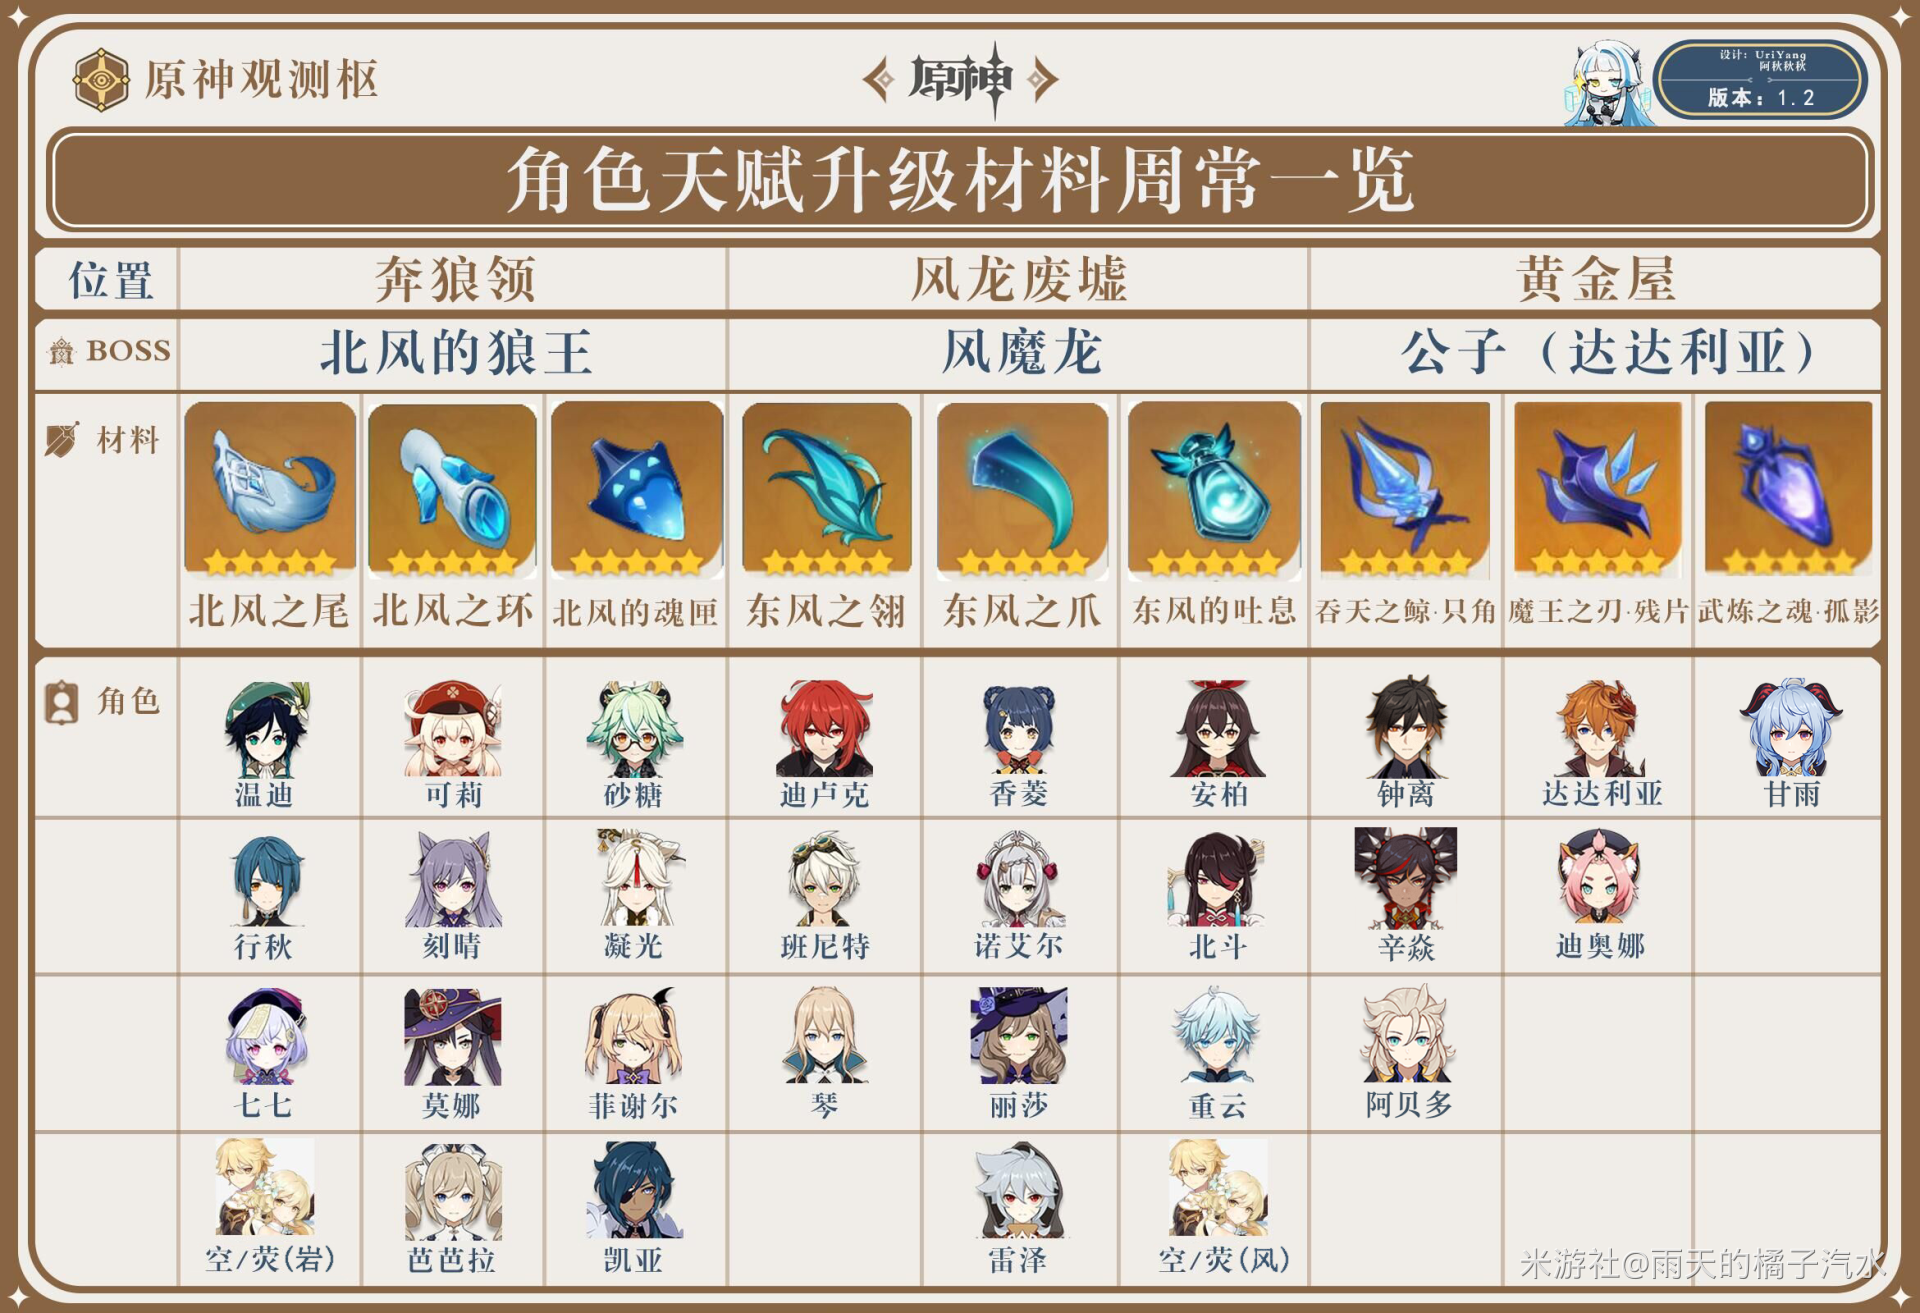 原神观测枢
原神
设计：UriYang
阿秋秋秋
版本：1.2
角色天赋升级材料周常一览
位置 奔狼领 风龙废墟 黄金屋
BOSS 北风的狼王 风魔龙 公子（达达利亚）
材料
北风之尾 北风之环 北风的魂匣 东风之翎 东风之爪 东风的吐息 吞天之鲸·只角 魔王之刃·残片 武炼之魂·孤影
角色
温迪 可莉 砂糖 迪卢克 香菱 安柏 钟离 达达利亚 甘雨
行秋 刻晴 凝光 班尼特 诺艾尔 北斗 辛焱 迪奥娜
七七 莫娜 菲谢尔 琴 丽莎 重云 阿贝多
空/荧(岩) 芭芭拉 凯亚 雷泽 空/荧(风)
米游社@雨天的橘子汽水